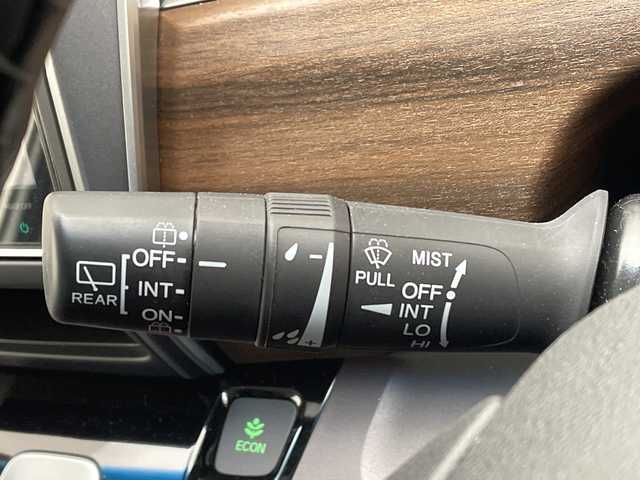 OFF
INT
ON
REAR
PULL
MIST
OFF
INT
LO
HI
ECON